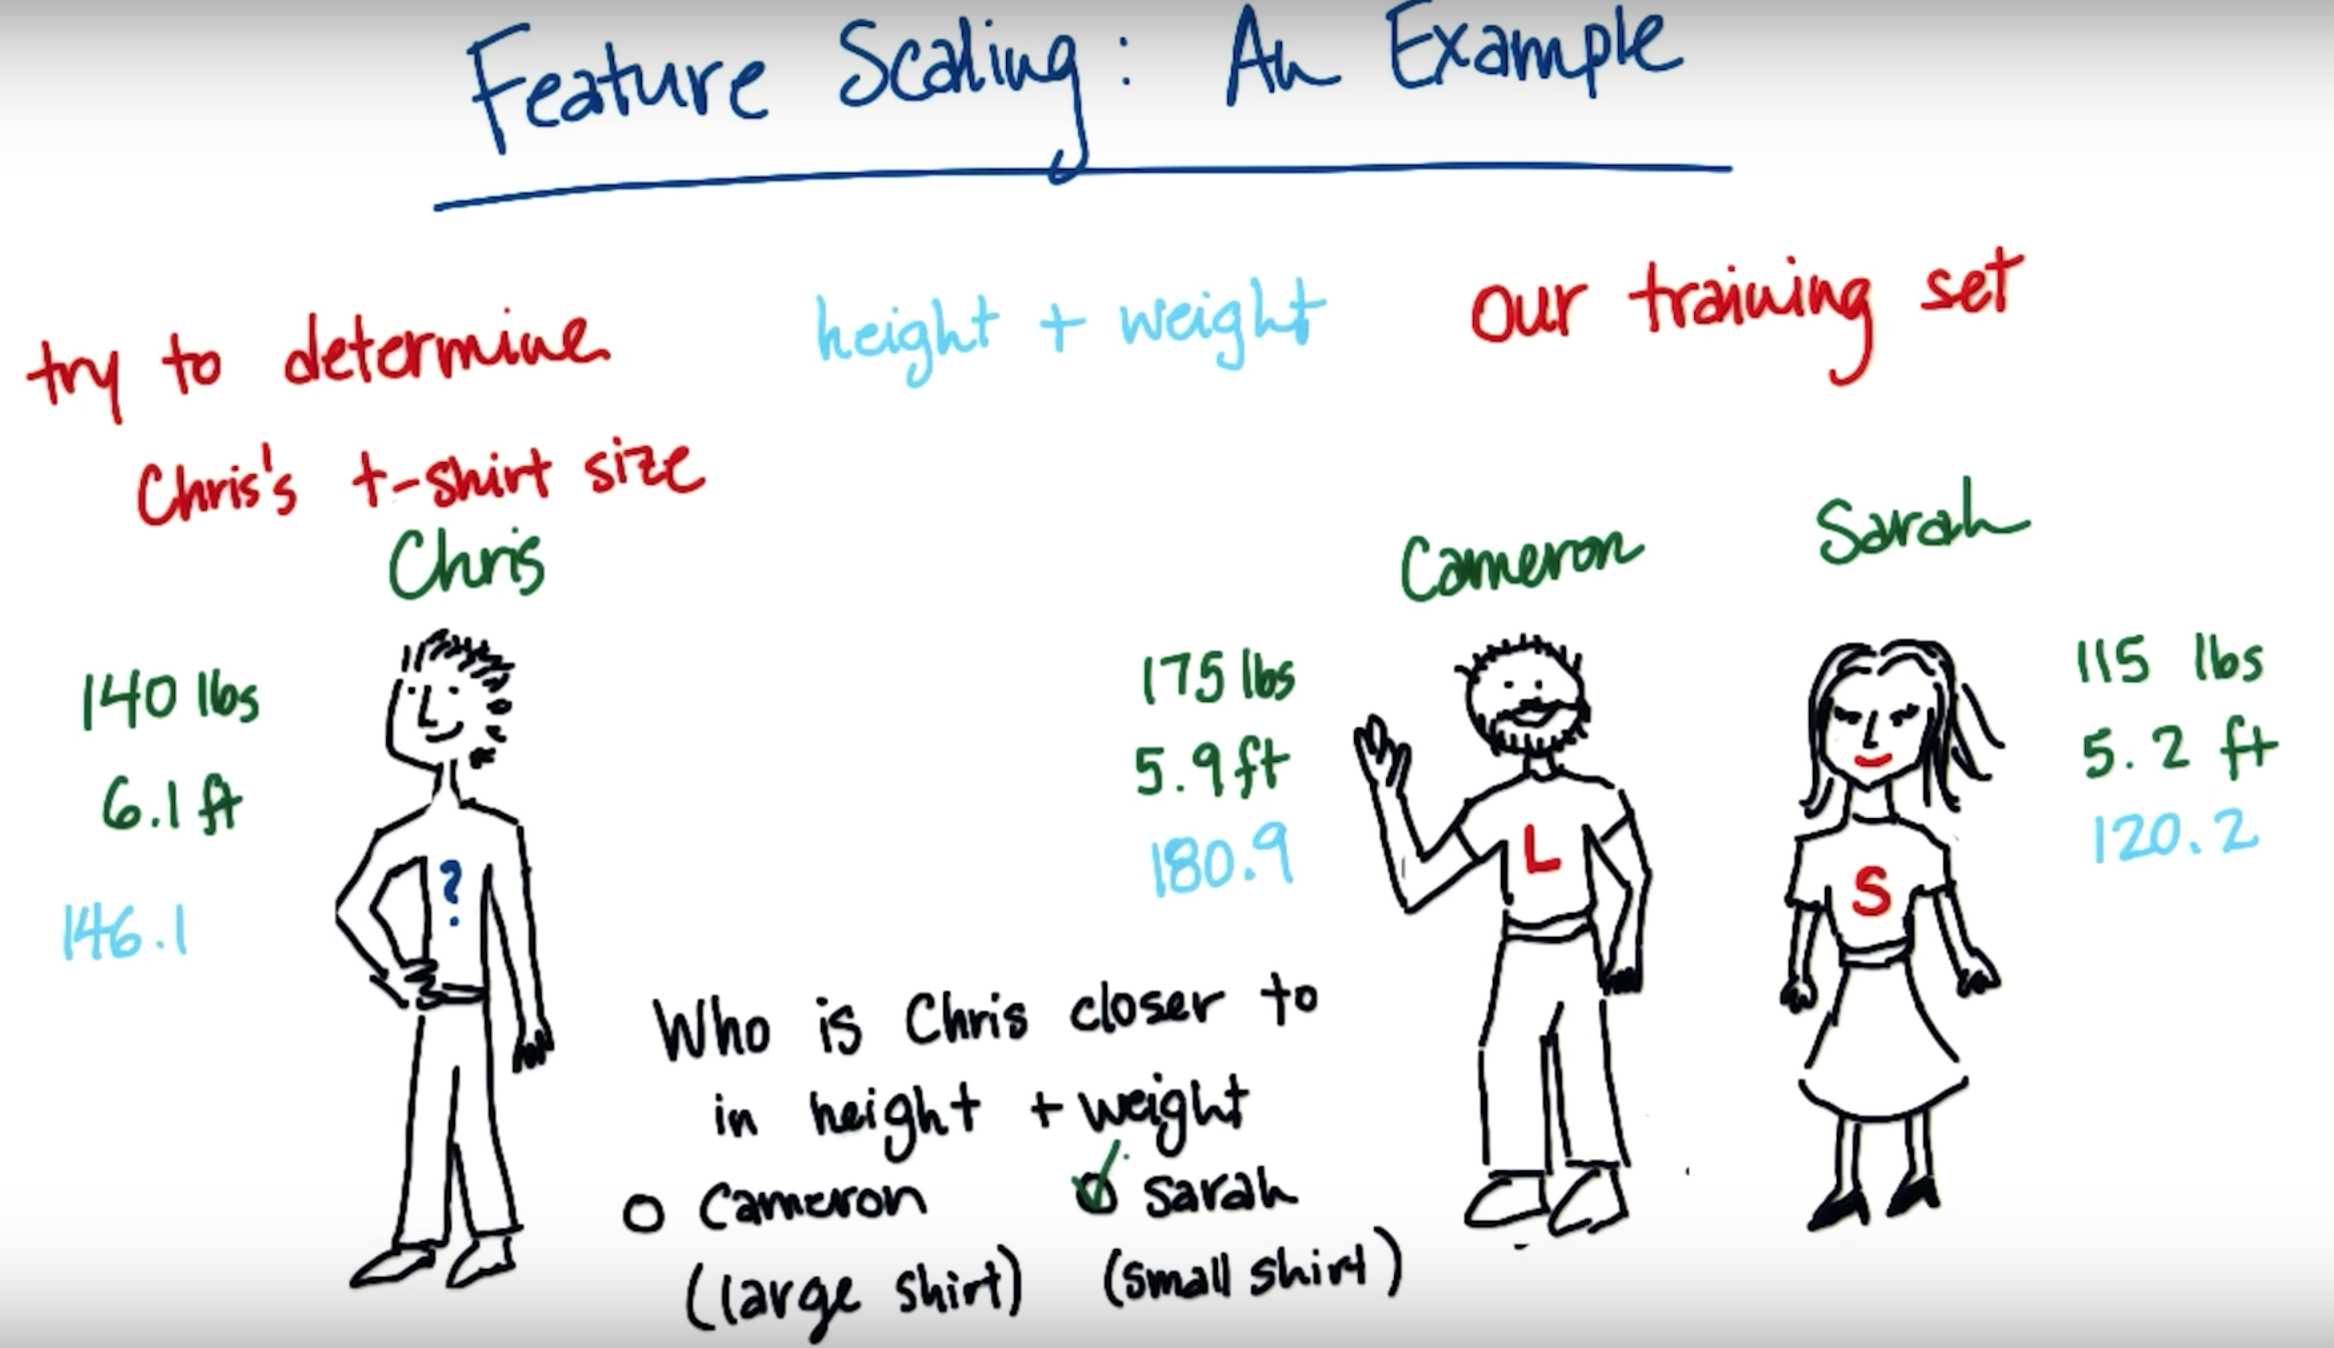 Feature Scaling: An Example
try to determine
Chris's t-shirt size
height + weight
our training set
Chris
140 lbs
6.1 ft
146.1
?
Cameron
175 lbs
5.9 ft
180.9
L
Sarah
115 lbs
5.2 ft
120.2
S
Who is Chris closer to
in height + weight
O Cameron
(large shirt)
O Sarah
(small shirt)